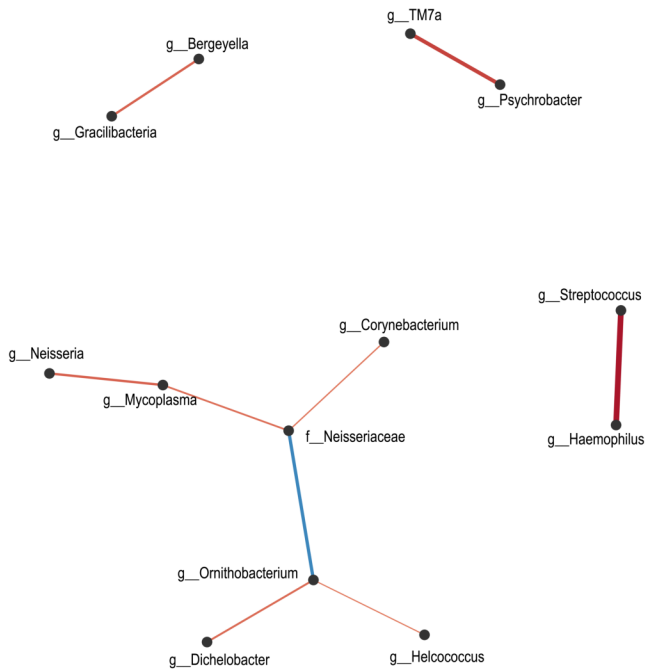 g__TM7a
g__Bergeyella
g__Psychrobacter
g__Gracilibacteria
g__Streptococcus
g__Corynebacterium
g__Neisseria
g__Mycoplasma
f__Neisseriaceae
g__Haemophilus
g__Ornithobacterium
g__Dichelobacter
g__Helcococcus